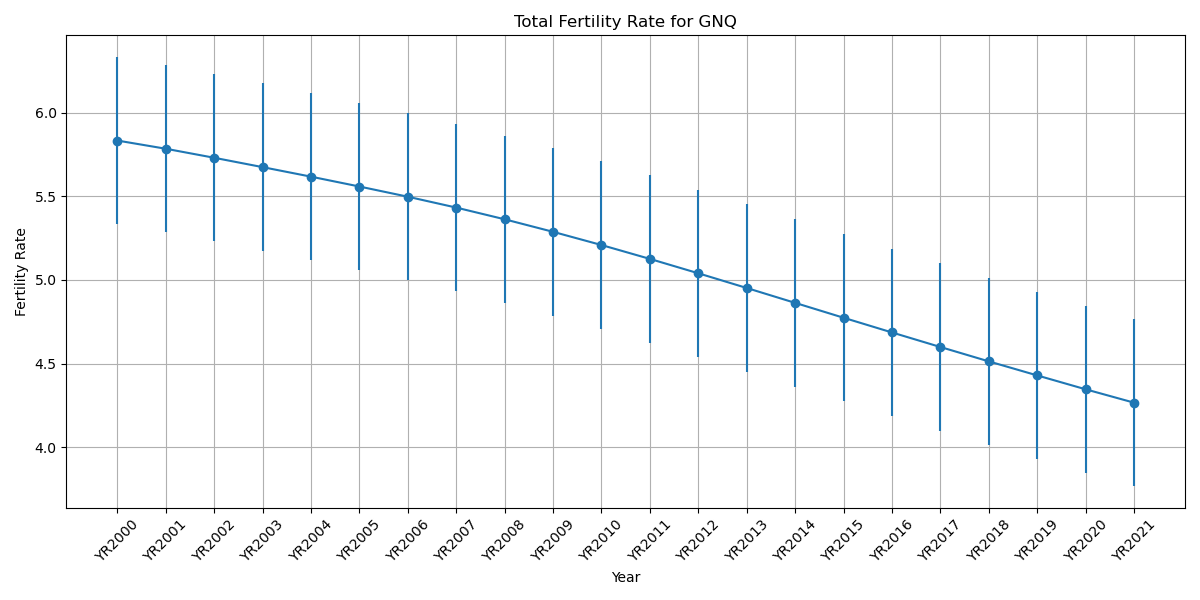 Total Fertility Rate for GNQ
Fertility Rate
6.0
5.5
5.0
4.5
4.0
YR2000
YR2001
YR2002
YR2003
YR2004
YR2005
YR2006
YR2007
YR2008
YR2009
YR2010
YR2011
YR2012
YR2013
YR2014
YR2015
YR2016
YR2017
YR2018
YR2019
YR2020
YR2021
Year